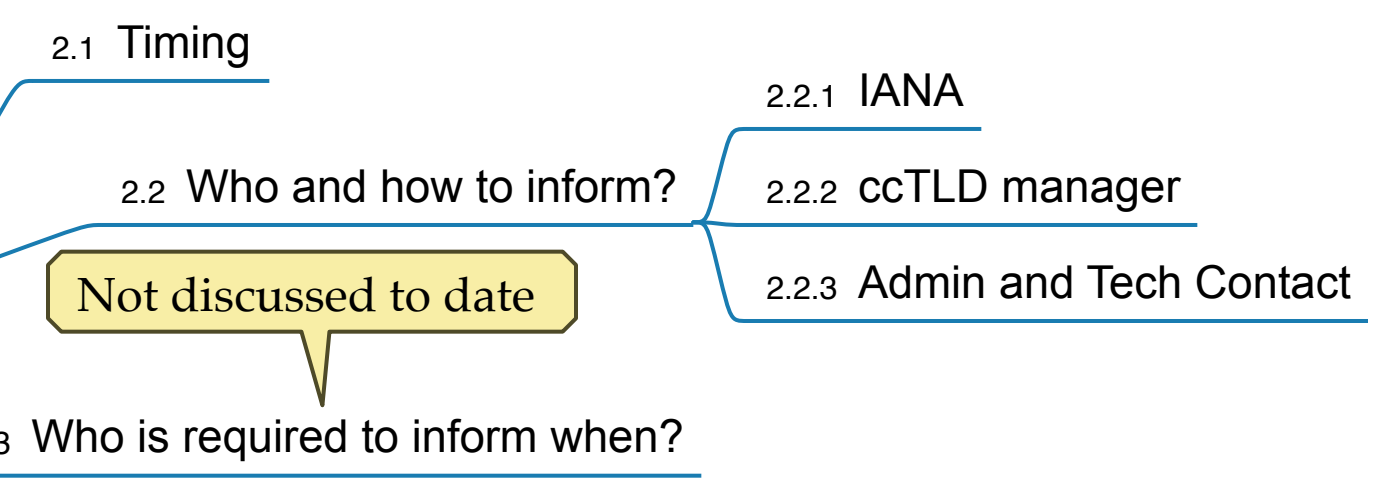 2.1 Timing
2.2 Who and how to inform?
2.2.1 IANA
2.2.2 ccTLD manager
2.2.3 Admin and Tech Contact
Not discussed to date
3 Who is required to inform when?